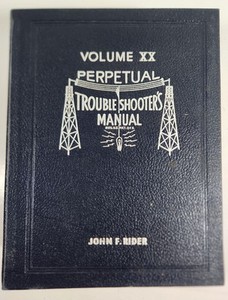 VOLUME XX
PERPETUAL
TROUBLE SHOOTER'S
MANUAL
JOHN F. RIDER